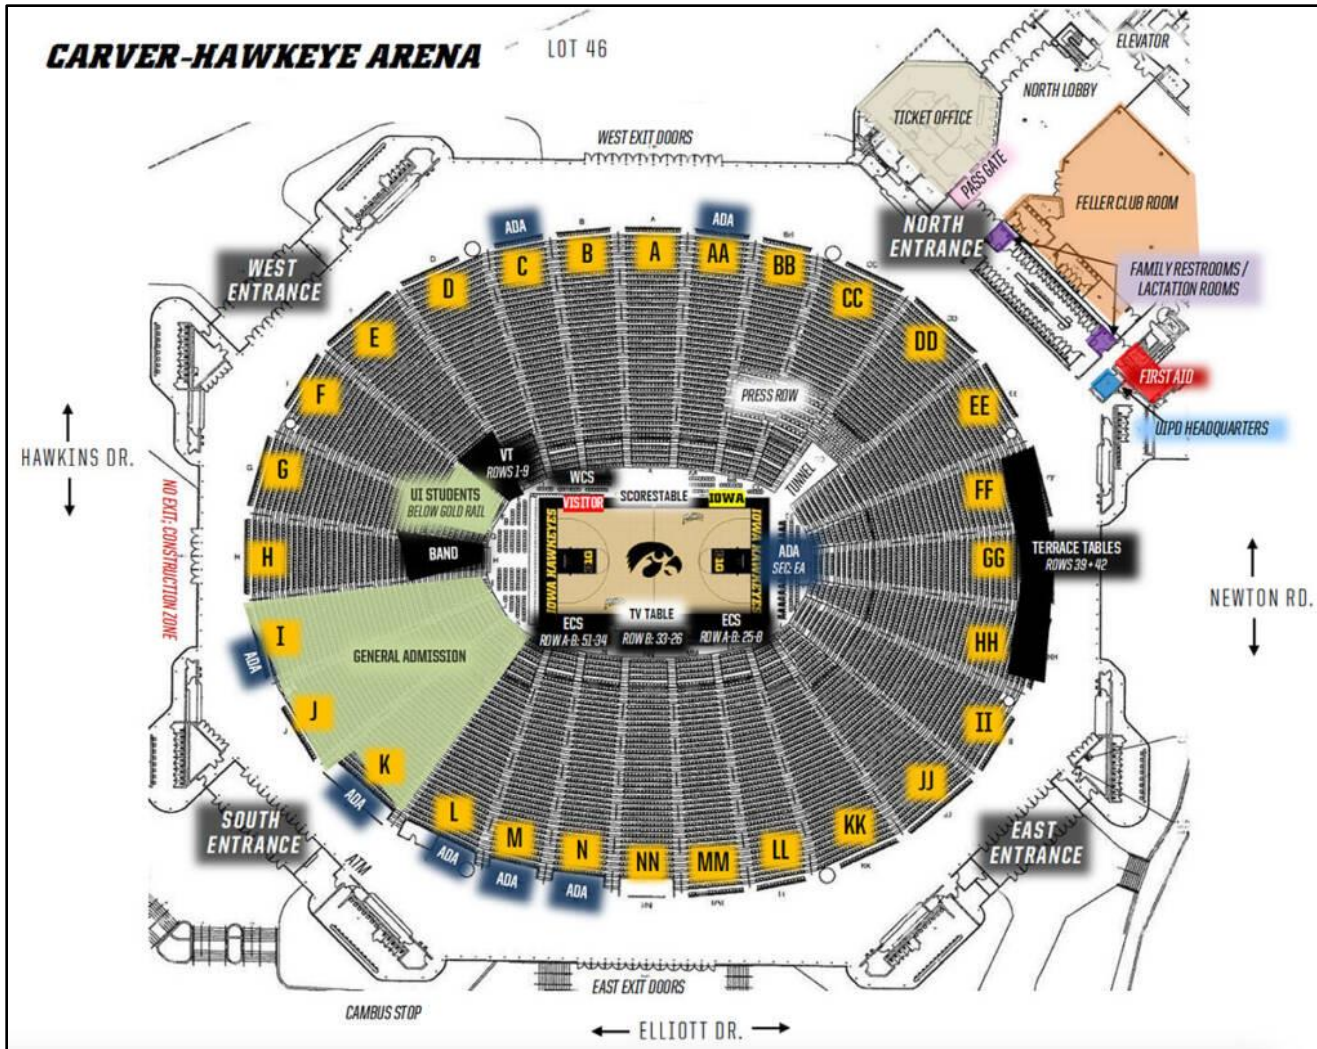 CARVER-HAWKEYE ARENA
LOT 46
ELEVATOR
NORTH LOBBY
TICKET OFFICE
WEST EXIT DOORS
PASS GATE
FELLER CLUB ROOM
NORTH
ENTRANCE
WEST
ENTRANCE
FAMILY RESTROOMS /
LACTATION ROOMS
FIRST AID
UIPD HEADQUARTERS
ADA
ADA
D
C
B
A
AA
BB
CC
DD
E
F
G
H
EE
FF
GG
HH
PRESS ROW
TUNNEL
VT
ROWS 1-9
UI STUDENTS
BELOW GOLD RAIL
BAND
WCS
VISITOR
SCORESTABLE
IOWA
IOWA HAWKEYES
IOWA HAWKEYES
ADA
SEC: EA
TERRACE TABLES
ROWS 39 + 42
TV TABLE
ECS
ROW A-B: 51-34
ROW B: 33-26
ECS
ROW A-B: 25-8
HAWKINS DR.
NO EXIT; CONSTRUCTION ZONE
NEWTON RD.
GENERAL ADMISSION
I
ADA
J
K
ADA
L
ADA
M
ADA
N
ADA
NN
MM
LL
KK
JJ
II
SOUTH
ENTRANCE
ATM
EAST
ENTRANCE
EAST EXIT DOORS
CAMBUS STOP
ELLIOTT DR.